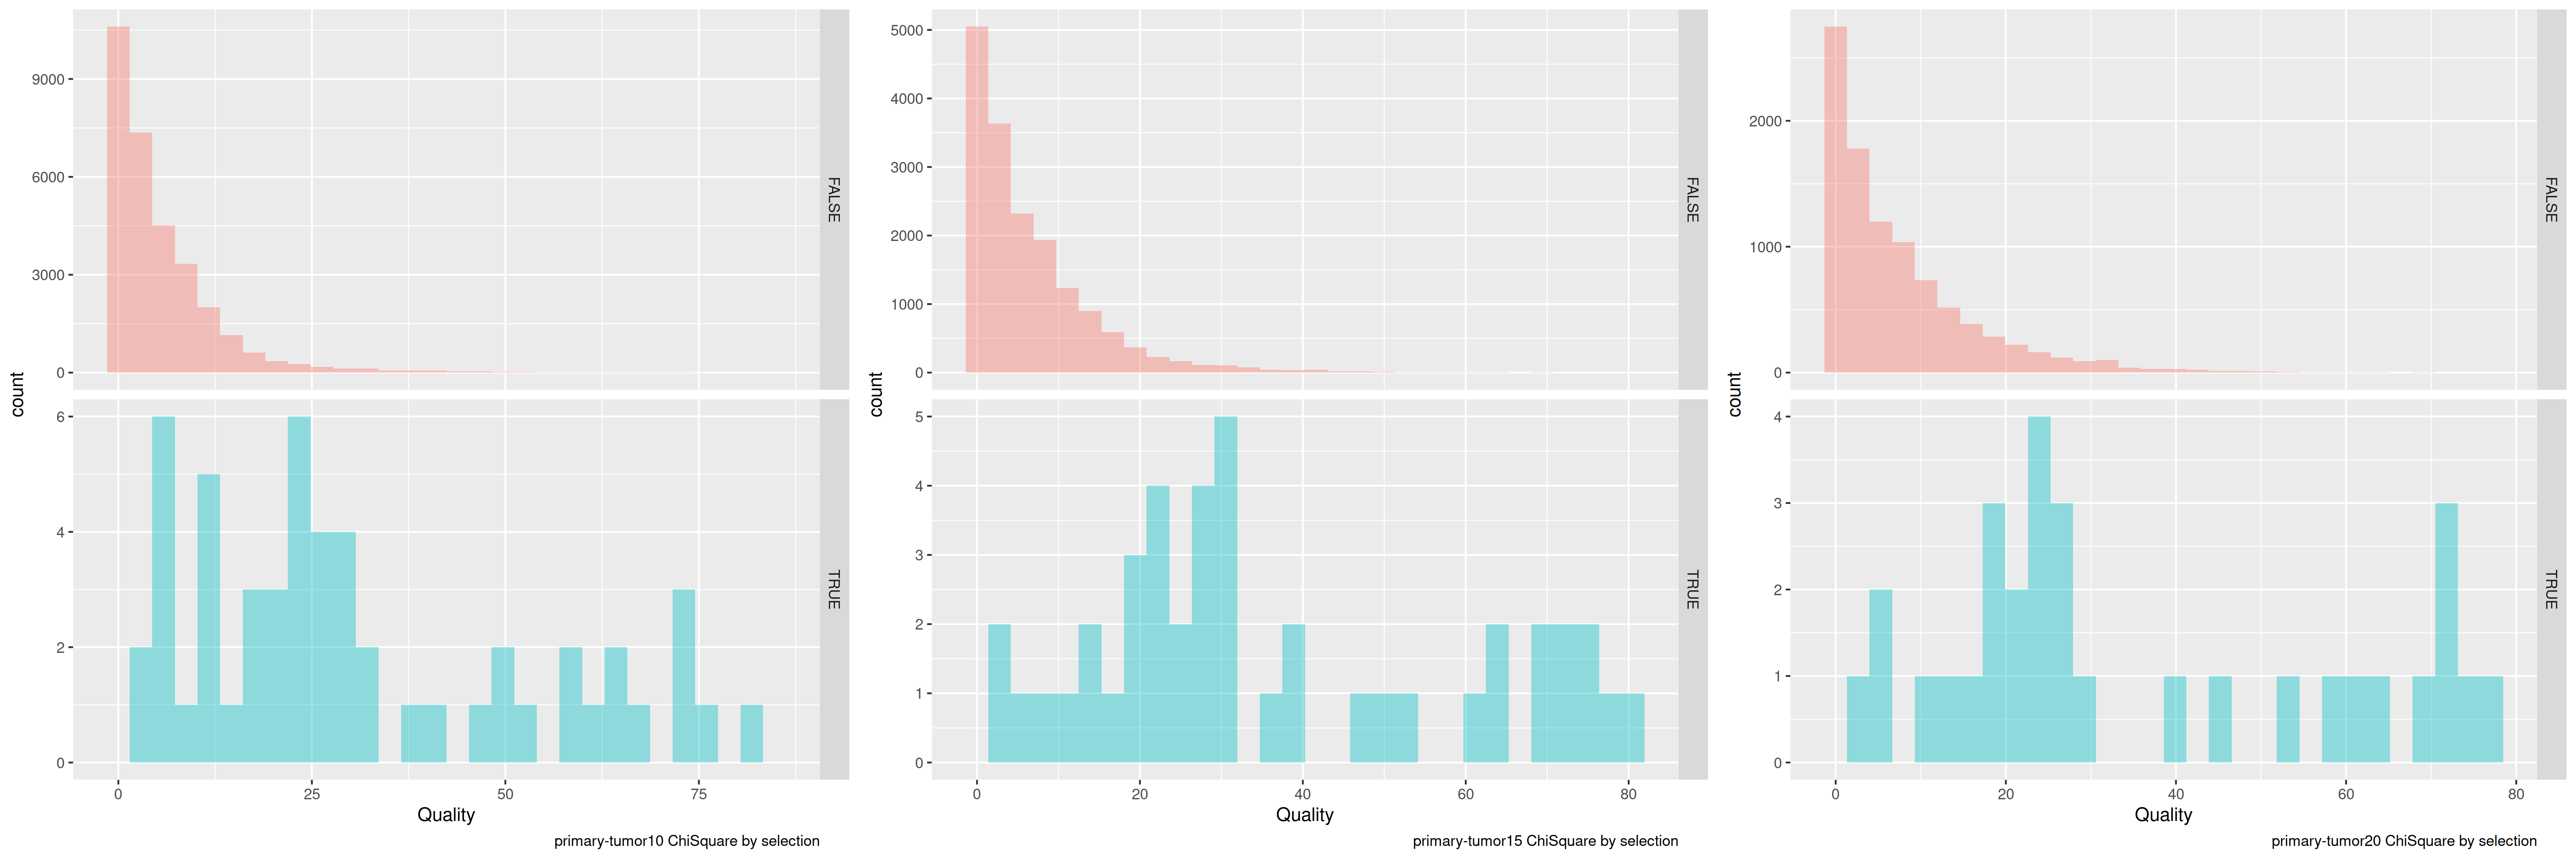 count
9000
6000
3000
0
FALSE
6
4
2
0
TRUE
0 25 50 75
Quality
primary-tumor10 ChiSquare by selection
count
5000
4000
3000
2000
1000
0
FALSE
5
4
3
2
1
0
TRUE
0 20 40 60 80
Quality
primary-tumor15 ChiSquare by selection
count
2000
1000
0
FALSE
4
3
2
1
0
TRUE
0 20 40 60 80
Quality
primary-tumor20 ChiSquare by selection